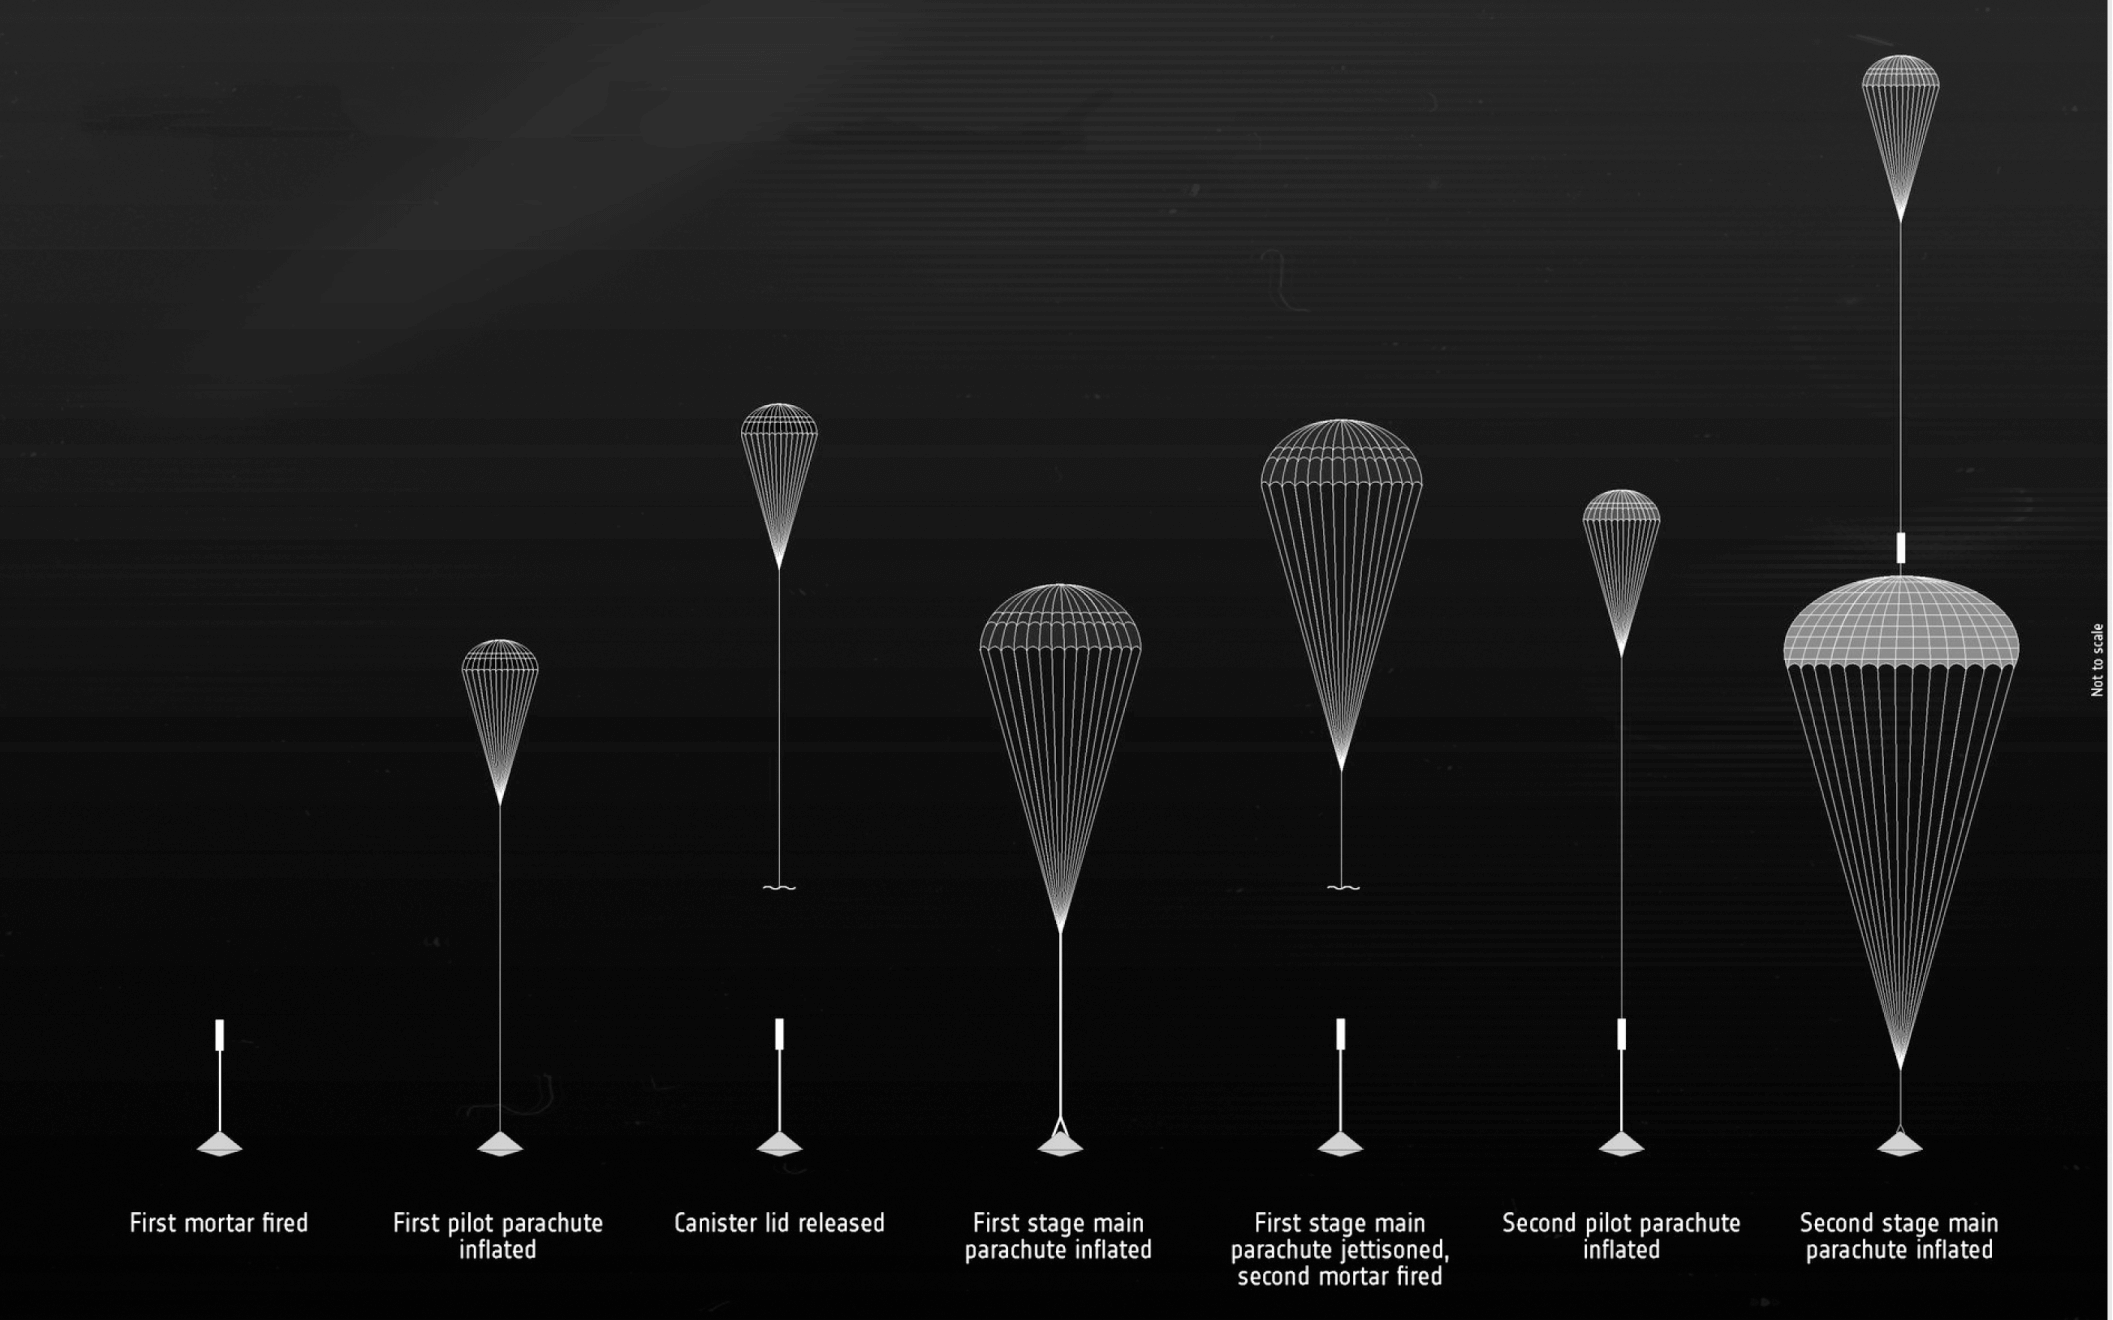 Not to scale
First mortar fired
First pilot parachute
inflated
Canister lid released
First stage main
parachute inflated
First stage main
parachute jettisoned,
second mortar fired
Second pilot parachute
inflated
Second stage main
parachute inflated